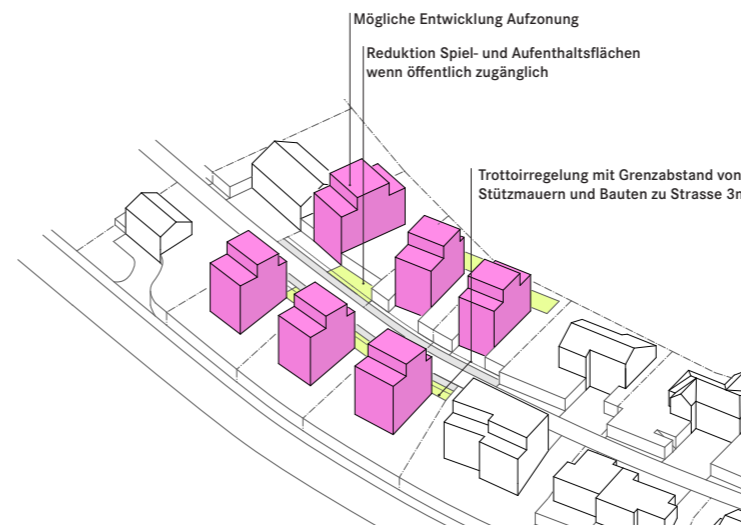 Mögliche Entwicklung Aufzonung
Reduktion Spiel- und Aufenthaltsflächen
wenn öffentlich zugänglich
Trottoirregelung mit Grenzabstand von
Stützmauern und Bauten zu Strasse 3m